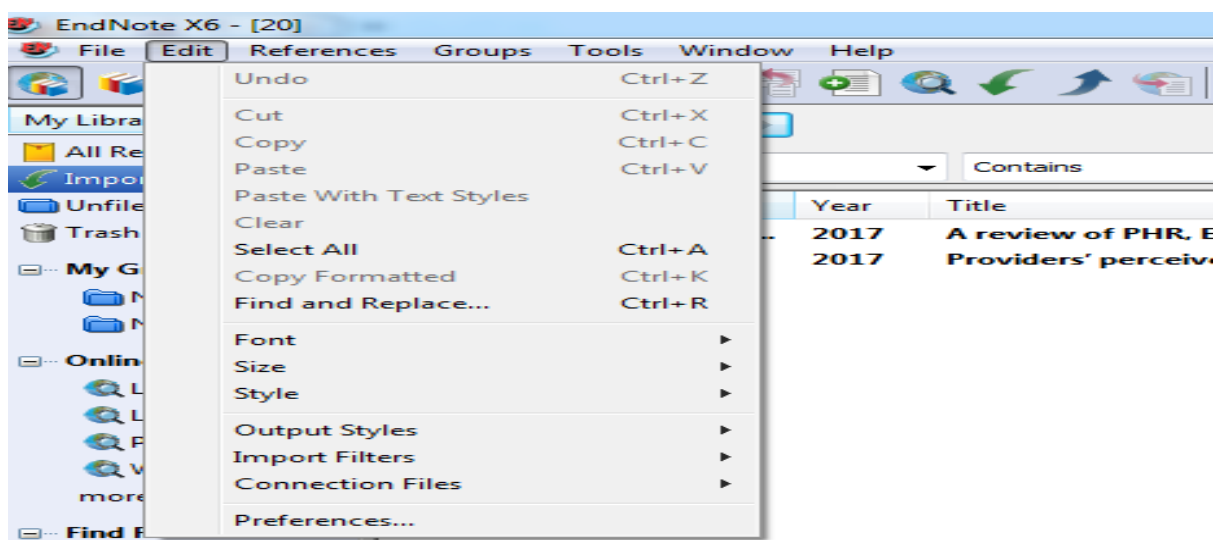 EndNote X6 - [20]
File Edit References Groups Tools Window Help
Undo Ctrl+Z
My Libra
Cut Ctrl+X
All Re
Copy Ctrl+C
Impor
Paste Ctrl+V
Contains
Unfile
Paste With Text Styles
Year Title
Clear
Trash
2017 A review of PHR, E
Select All Ctrl+A
2017 Providers' perceive
My G
Copy Formatted Ctrl+K
Find and Replace... Ctrl+R
Font
Onlin
Size
L
Style
L
Output Styles
P
Import Filters
W
Connection Files
more
Preferences...
Find F